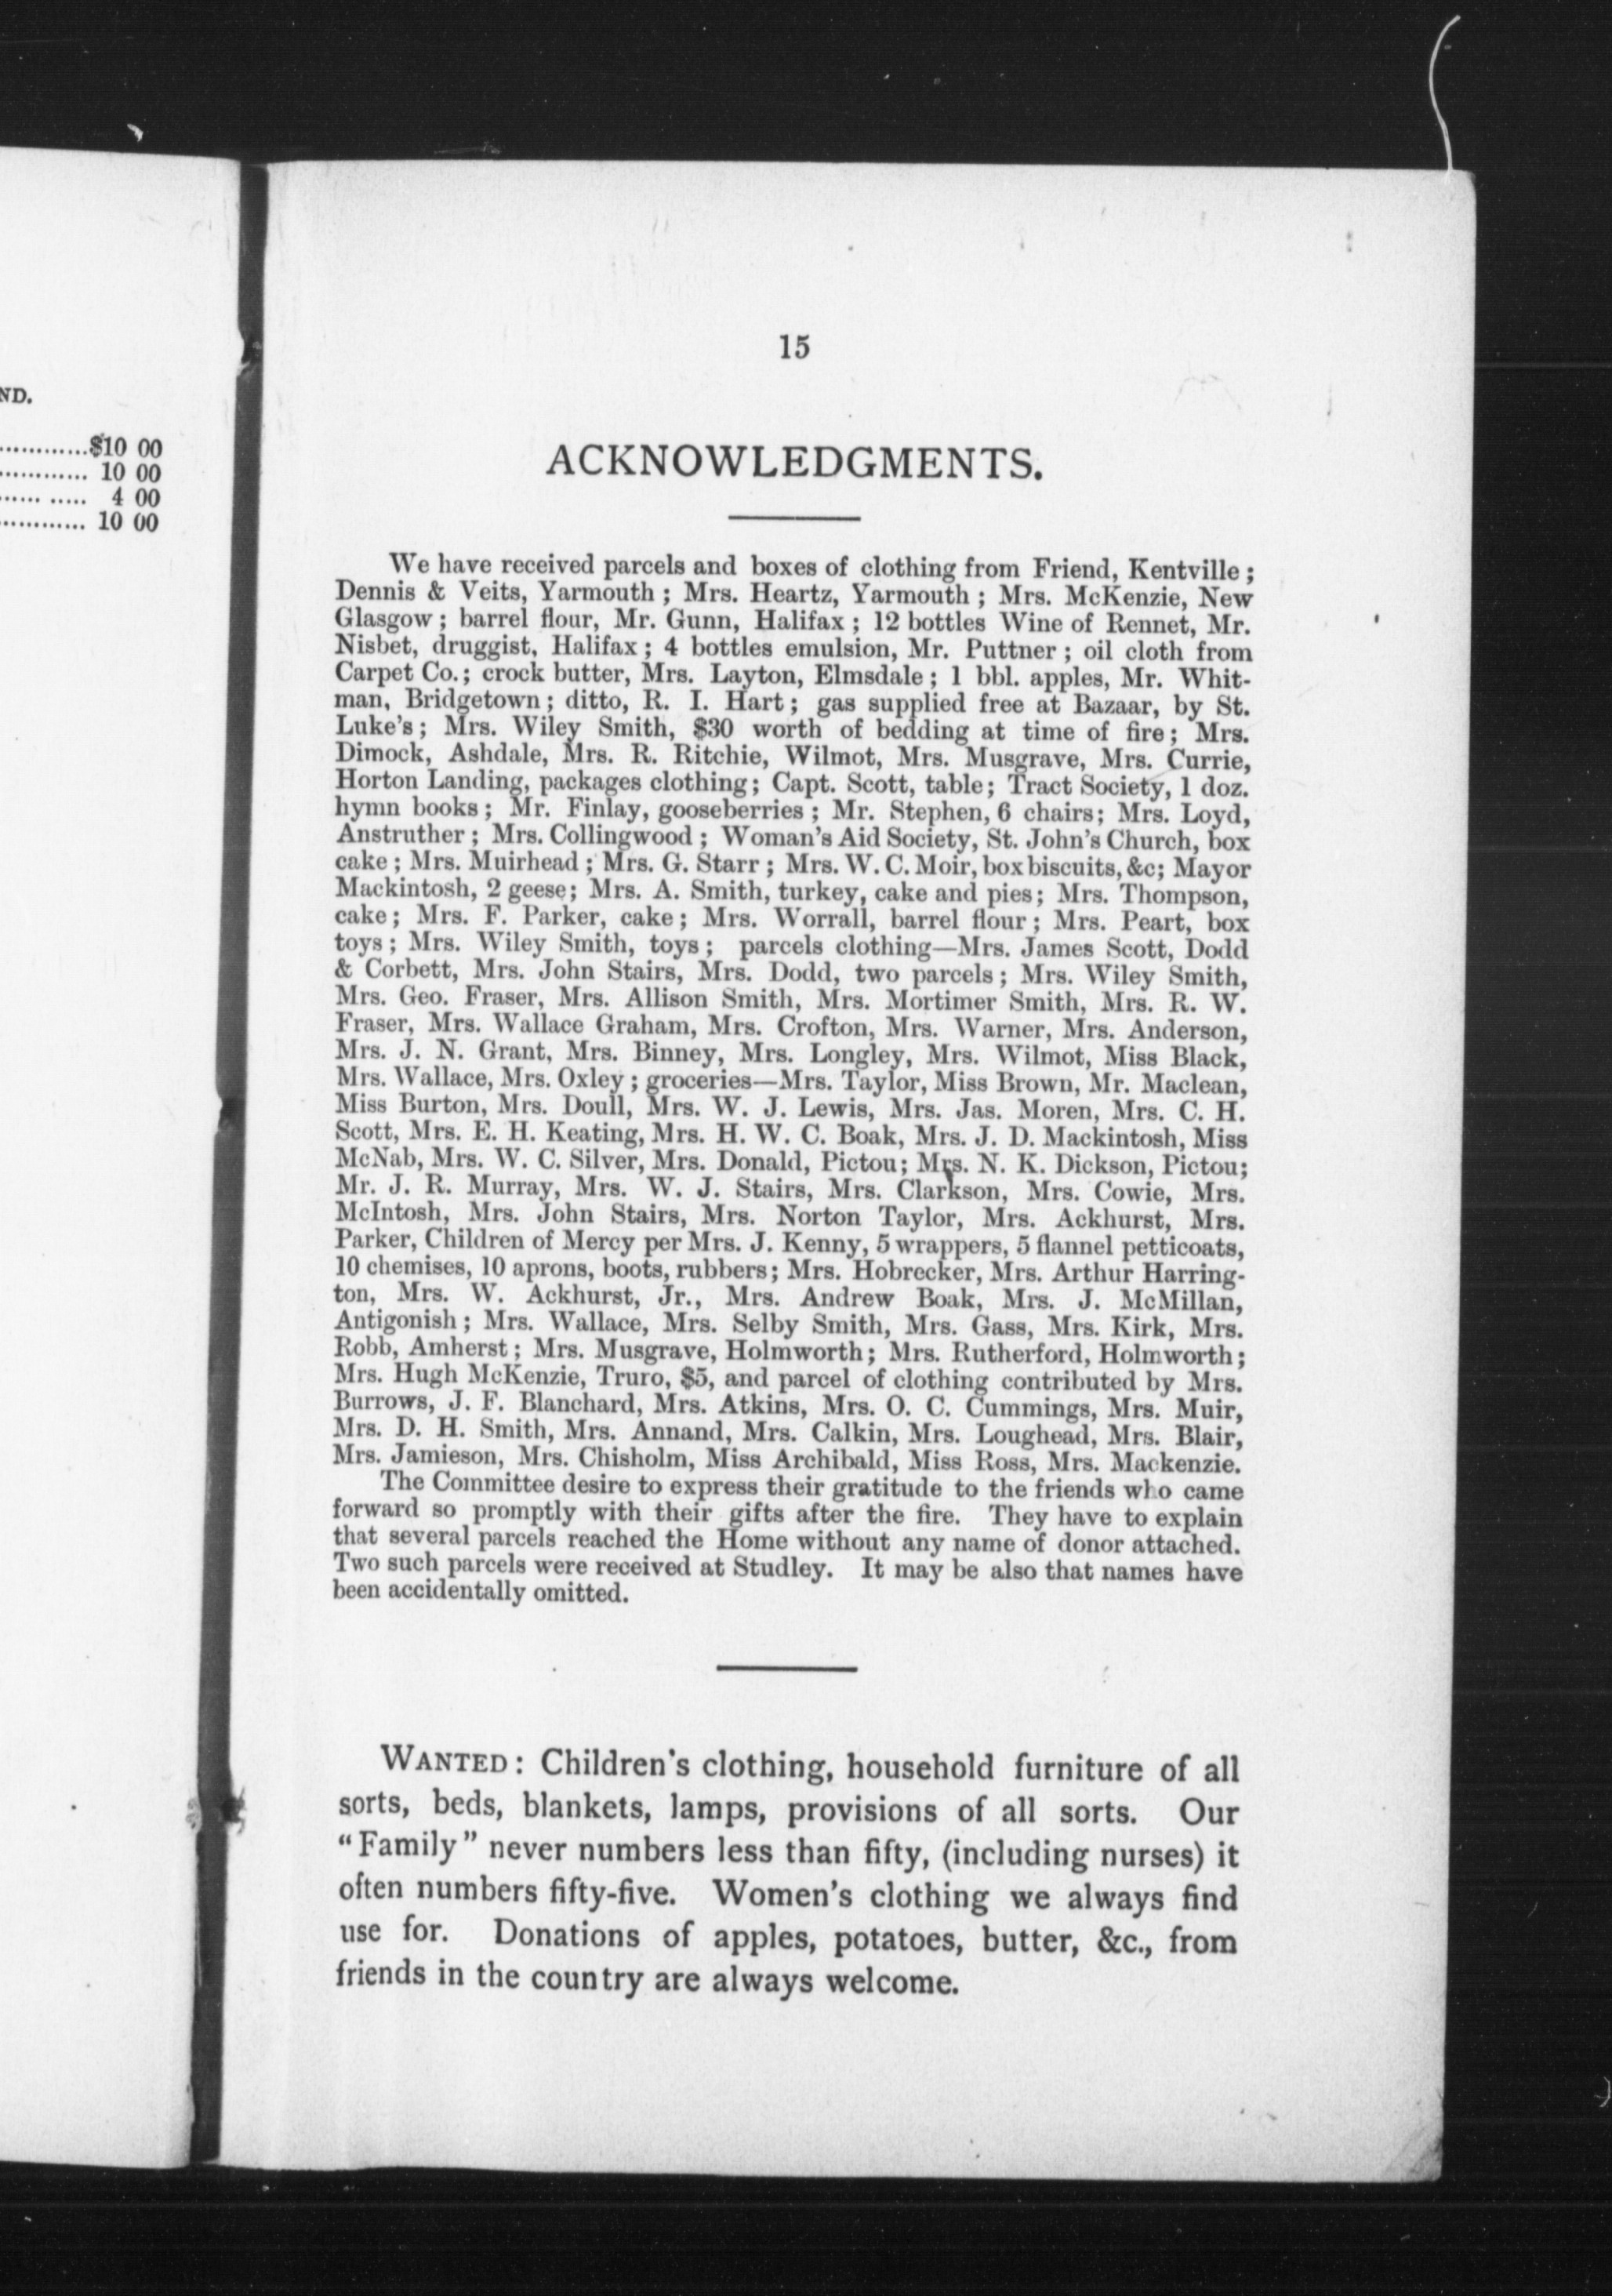 ND.
............$10 00
............ 10 00
...... ..... 4 00
............ 10 00
15
ACKNOWLEDGMENTS.
We have received parcels and boxes of clothing from Friend, Kentville ;
Dennis & Veits, Yarmouth ; Mrs. Heartz, Yarmouth ; Mrs. McKenzie, New
Glasgow ; barrel flour, Mr. Gunn, Halifax ; 12 bottles Wine of Rennet, Mr.
Nisbet, druggist, Halifax ; 4 bottles emulsion, Mr. Puttner ; oil cloth from
Carpet Co. ; crock butter, Mrs. Layton, Elmsdale ; 1 bbl. apples, Mr. Whit-
man, Bridgetown ; ditto, R. I. Hart ; gas supplied free at Bazaar, by St.
Luke's ; Mrs. Wiley Smith, $30 worth of bedding at time of fire ; Mrs.
Dimock, Ashdale, Mrs. R. Ritchie, Wilmot, Mrs. Musgrave, Mrs. Currie,
Horton Landing, packages clothing ; Capt. Scott, table ; Tract Society, 1 doz.
hymn books ; Mr. Finlay, gooseberries ; Mr. Stephen, 6 chairs ; Mrs. Loyd,
Anstruther ; Mrs. Collingwood ; Woman's Aid Society, St. John's Church, box
cake ; Mrs. Muirhead ; Mrs. G. Starr ; Mrs. W. C. Moir, box biscuits, &c ; Mayor
Mackintosh, 2 geese ; Mrs. A. Smith, turkey, cake and pies ; Mrs. Thompson,
cake ; Mrs. F. Parker, cake ; Mrs. Worrall, barrel flour ; Mrs. Peart, box
toys ; Mrs. Wiley Smith, toys ; parcels clothing—Mrs. James Scott, Dodd
& Corbett, Mrs. John Stairs, Mrs. Dodd, two parcels ; Mrs. Wiley Smith,
Mrs. Geo. Fraser, Mrs. Allison Smith, Mrs. Mortimer Smith, Mrs. R. W.
Fraser, Mrs. Wallace Graham, Mrs. Crofton, Mrs. Warner, Mrs. Anderson,
Mrs. J. N. Grant, Mrs. Binney, Mrs. Longley, Mrs. Wilmot, Miss Black,
Mrs. Wallace, Mrs. Oxley ; groceries—Mrs. Taylor, Miss Brown, Mr. Maclean,
Miss Burton, Mrs. Doull, Mrs. W. J. Lewis, Mrs. Jas. Moren, Mrs. C. H.
Scott, Mrs. E. H. Keating, Mrs. H. W. C. Boak, Mrs. J. D. Mackintosh, Miss
McNab, Mrs. W. C. Silver, Mrs. Donald, Pictou ; Mrs. N. K. Dickson, Pictou ;
Mr. J. R. Murray, Mrs. W. J. Stairs, Mrs. Clarkson, Mrs. Cowie, Mrs.
McIntosh, Mrs. John Stairs, Mrs. Norton Taylor, Mrs. Ackhurst, Mrs.
Parker, Children of Mercy per Mrs. J. Kenny, 5 wrappers, 5 flannel petticoats,
10 chemises, 10 aprons, boots, rubbers ; Mrs. Hobrecker, Mrs. Arthur Harring-
ton, Mrs. W. Ackhurst, Jr., Mrs. Andrew Boak, Mrs. J. McMillan,
Antigonish ; Mrs. Wallace, Mrs. Selby Smith, Mrs. Gass, Mrs. Kirk, Mrs.
Robb, Amherst ; Mrs. Musgrave, Holmworth ; Mrs. Rutherford, Holmworth ;
Mrs. Hugh McKenzie, Truro, $5, and parcel of clothing contributed by Mrs.
Burrows, J. F. Blanchard, Mrs. Atkins, Mrs. O. C. Cummings, Mrs. Muir,
Mrs. D. H. Smith, Mrs. Annand, Mrs. Calkin, Mrs. Loughead, Mrs. Blair,
Mrs. Jamieson, Mrs. Chisholm, Miss Archibald, Miss Ross, Mrs. Mackenzie.
The Committee desire to express their gratitude to the friends who came
forward so promptly with their gifts after the fire. They have to explain
that several parcels reached the Home without any name of donor attached.
Two such parcels were received at Studley. It may be also that names have
been accidentally omitted.
WANTED : Children's clothing, household furniture of all
sorts, beds, blankets, lamps, provisions of all sorts. Our
"Family" never numbers less than fifty, (including nurses) it
often numbers fifty-five. Women's clothing we always find
use for. Donations of apples, potatoes, butter, &c., from
friends in the country are always welcome.